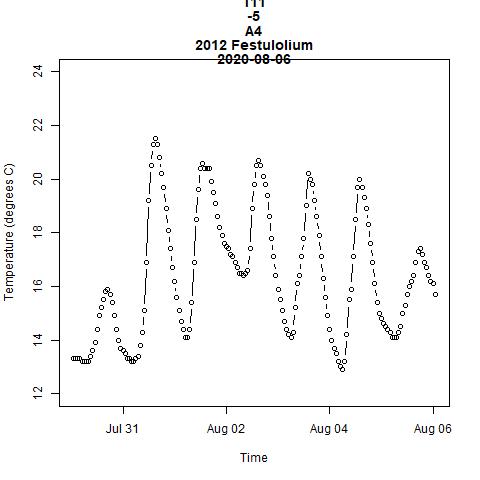 T11
-5
A4
2012 Festulolium
2020-08-06
Temperature (degrees C)
24
22
20
18
16
14
12
Jul 31
Aug 02
Aug 04
Aug 06
Time